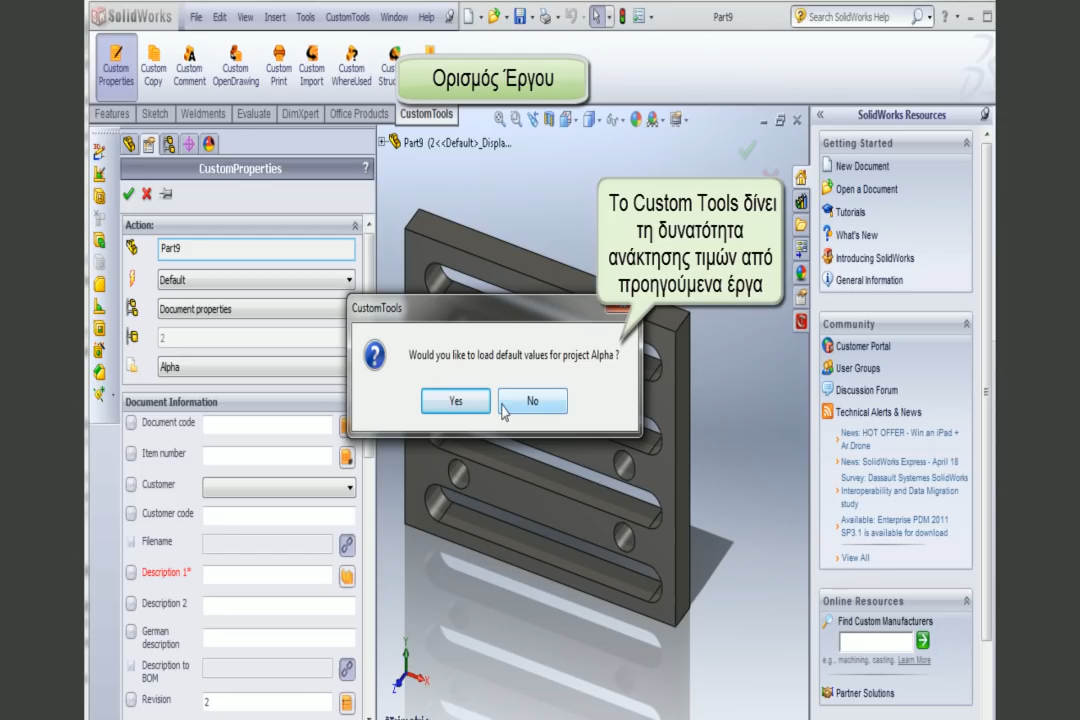 SolidWorks File Edit View Insert Tools CustomTools Window Help Part9 Search SolidWorks Help
Custom Properties
Custom Copy
Custom Comment
Custom OpenDrawing
Custom Print
Custom Import
Custom WhereUsed
Ορισμός Έργου
Features Sketch Weldments Evaluate DimXpert Office Products CustomTools
CustomProperties ?
Part9 (2<<Default>_Displa...
Action:
Part9
Default
Document properties
2
Alpha
Document Information
Document code
Item number
Customer
Customer code
Filename
Description 1*
Description 2
German
description
Description to
BOM
Revision 2
Το Custom Tools δίνει
τη δυνατότητα
ανάκτησης τιμών από
προηγούμενα έργα
CustomTools
Would you like to load default values for project Alpha ?
Yes No
Y
X
Z
*Trimetric
SolidWorks Resources
Getting Started
New Document
Open a Document
Tutorials
What's New
Introducing SolidWorks
General Information
Community
Customer Portal
User Groups
Discussion Forum
Technical Alerts & News
News: HOT OFFER - Win an iPad +
Ar.Drone
News: SolidWorks Express - April 18
Survey: Dassault Systemes SolidWorks
Interoperability and Data Migration
study
Available: Enterprise PDM 2011
SP3.1 is available for download
View All
Online Resources
Find Custom Manufacturers
e.g., machining, casting. Learn More
Partner Solutions